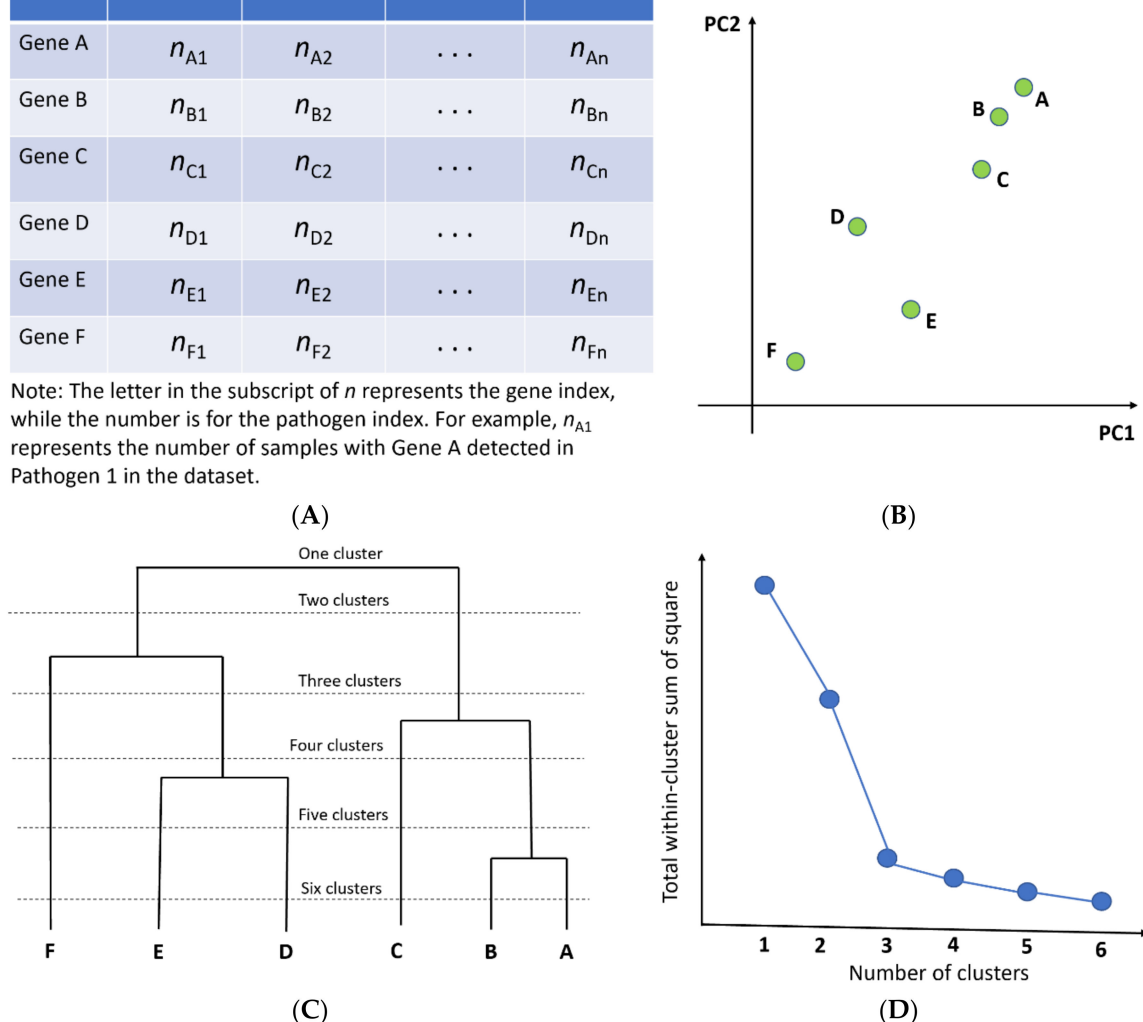 Gene A nA1 nA2 . . . nAn
Gene B nB1 nB2 . . . nBn
Gene C nC1 nC2 . . . nCn
Gene D nD1 nD2 . . . nDn
Gene E nE1 nE2 . . . nEn
Gene F nF1 nF2 . . . nFn
Note: The letter in the subscript of n represents the gene index,
while the number is for the pathogen index. For example, nA1
represents the number of samples with Gene A detected in
Pathogen 1 in the dataset.
(A)
PC2
A
B
C
D
E
F
PC1
(B)
One cluster
Two clusters
Three clusters
Four clusters
Five clusters
Six clusters
F E D C B A
(C)
Total within-cluster sum of square
1 2 3 4 5 6
Number of clusters
(D)